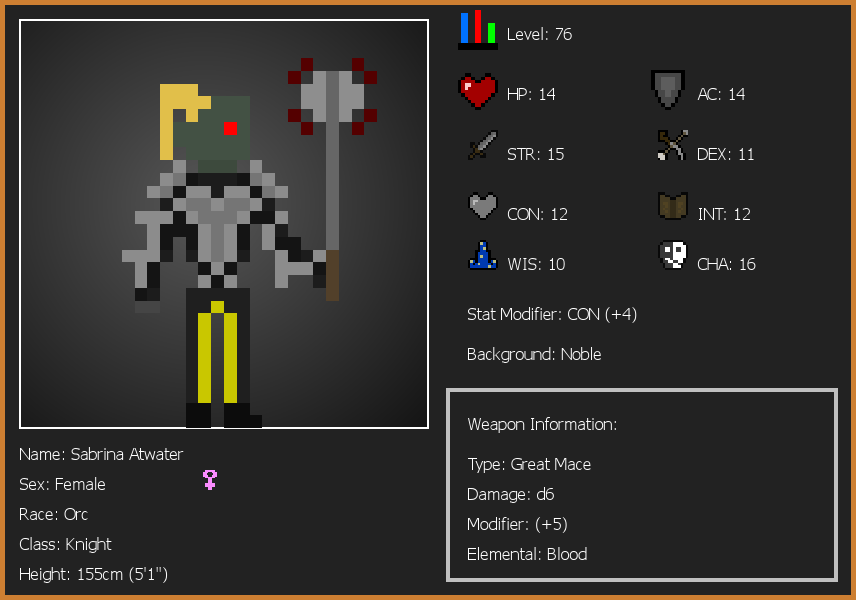 Level: 76
HP: 14
AC: 14
STR: 15
DEX: 11
CON: 12
INT: 12
WIS: 10
CHA: 16
Stat Modifier: CON (+4)
Background: Noble
Weapon Information:
Type: Great Mace
Damage: d6
Modifier: (+5)
Elemental: Blood
Name: Sabrina Atwater
Sex: Female
Race: Orc
Class: Knight
Height: 155cm (5'1")